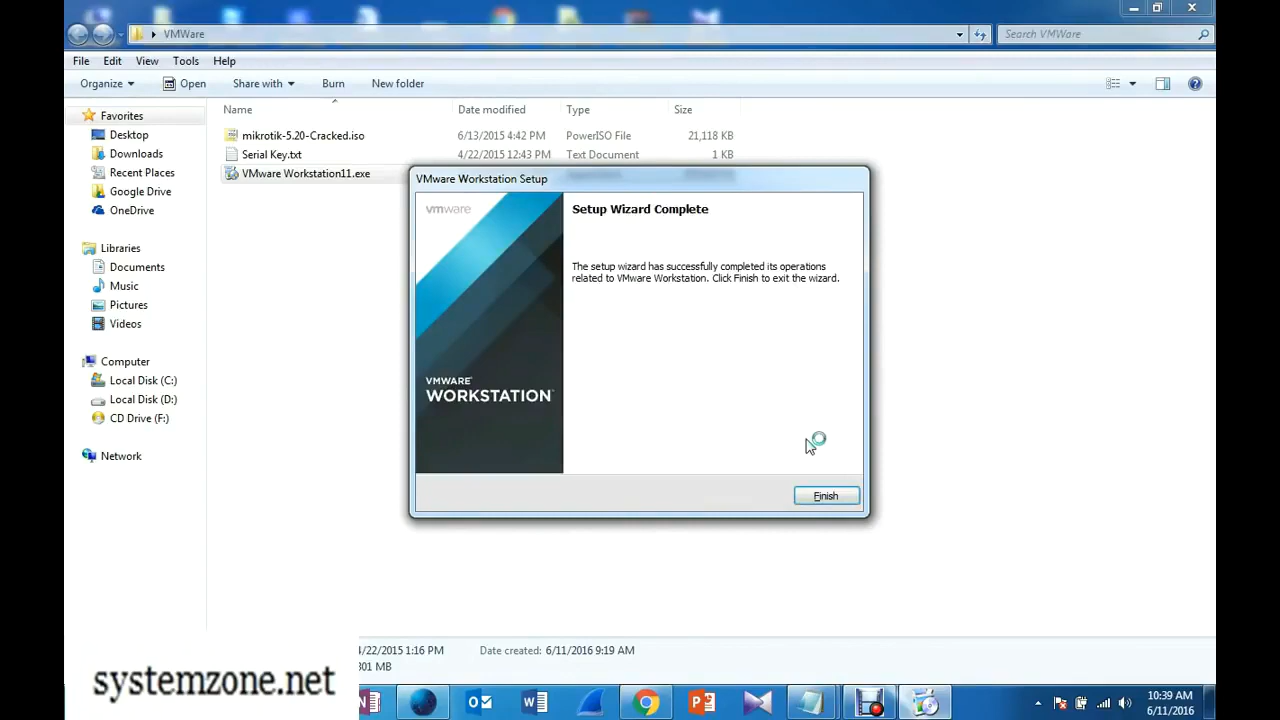 VMWare
Search VMWare
File Edit View Tools Help
Organize Open Share with Burn New folder
Name Date modified Type Size
Favorites
Desktop
Downloads
Recent Places
Google Drive
OneDrive
Libraries
Documents
Music
Pictures
Videos
Computer
Local Disk (C:)
Local Disk (D:)
CD Drive (F:)
Network
mikrotik-5.20-Cracked.iso 6/13/2015 4:42 PM PowerISO File 21,118 KB
Serial Key.txt 4/22/2015 12:43 PM Text Document 1 KB
VMware Workstation11.exe
VMware Workstation Setup
vmware
Setup Wizard Complete
The setup wizard has successfully completed its operations
related to VMware Workstation. Click Finish to exit the wizard.
VMWARE
WORKSTATION
Finish
4/22/2015 1:16 PM Date created: 6/11/2016 9:19 AM
301 MB
systemzone.net
10:39 AM
6/11/2016